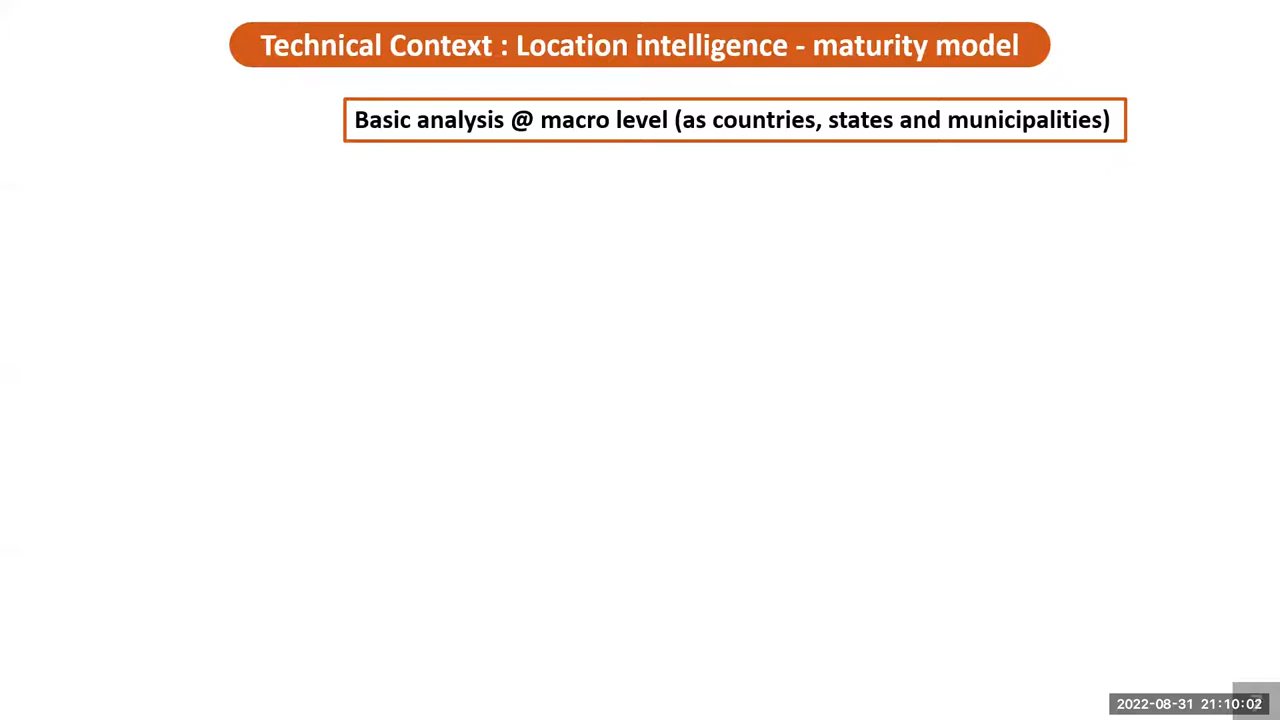 Technical Context : Location intelligence - maturity model
Basic analysis @ macro level (as countries, states and municipalities)
2022-08-31 21:10:02